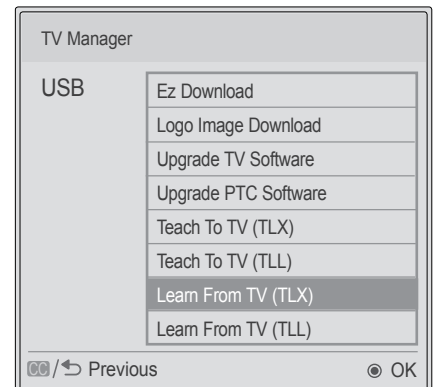 TV Manager
USB
Ez Download
Logo Image Download
Upgrade TV Software
Upgrade PTC Software
Teach To TV (TLX)
Teach To TV (TLL)
Learn From TV (TLX)
Learn From TV (TLL)
CC / Previous OK